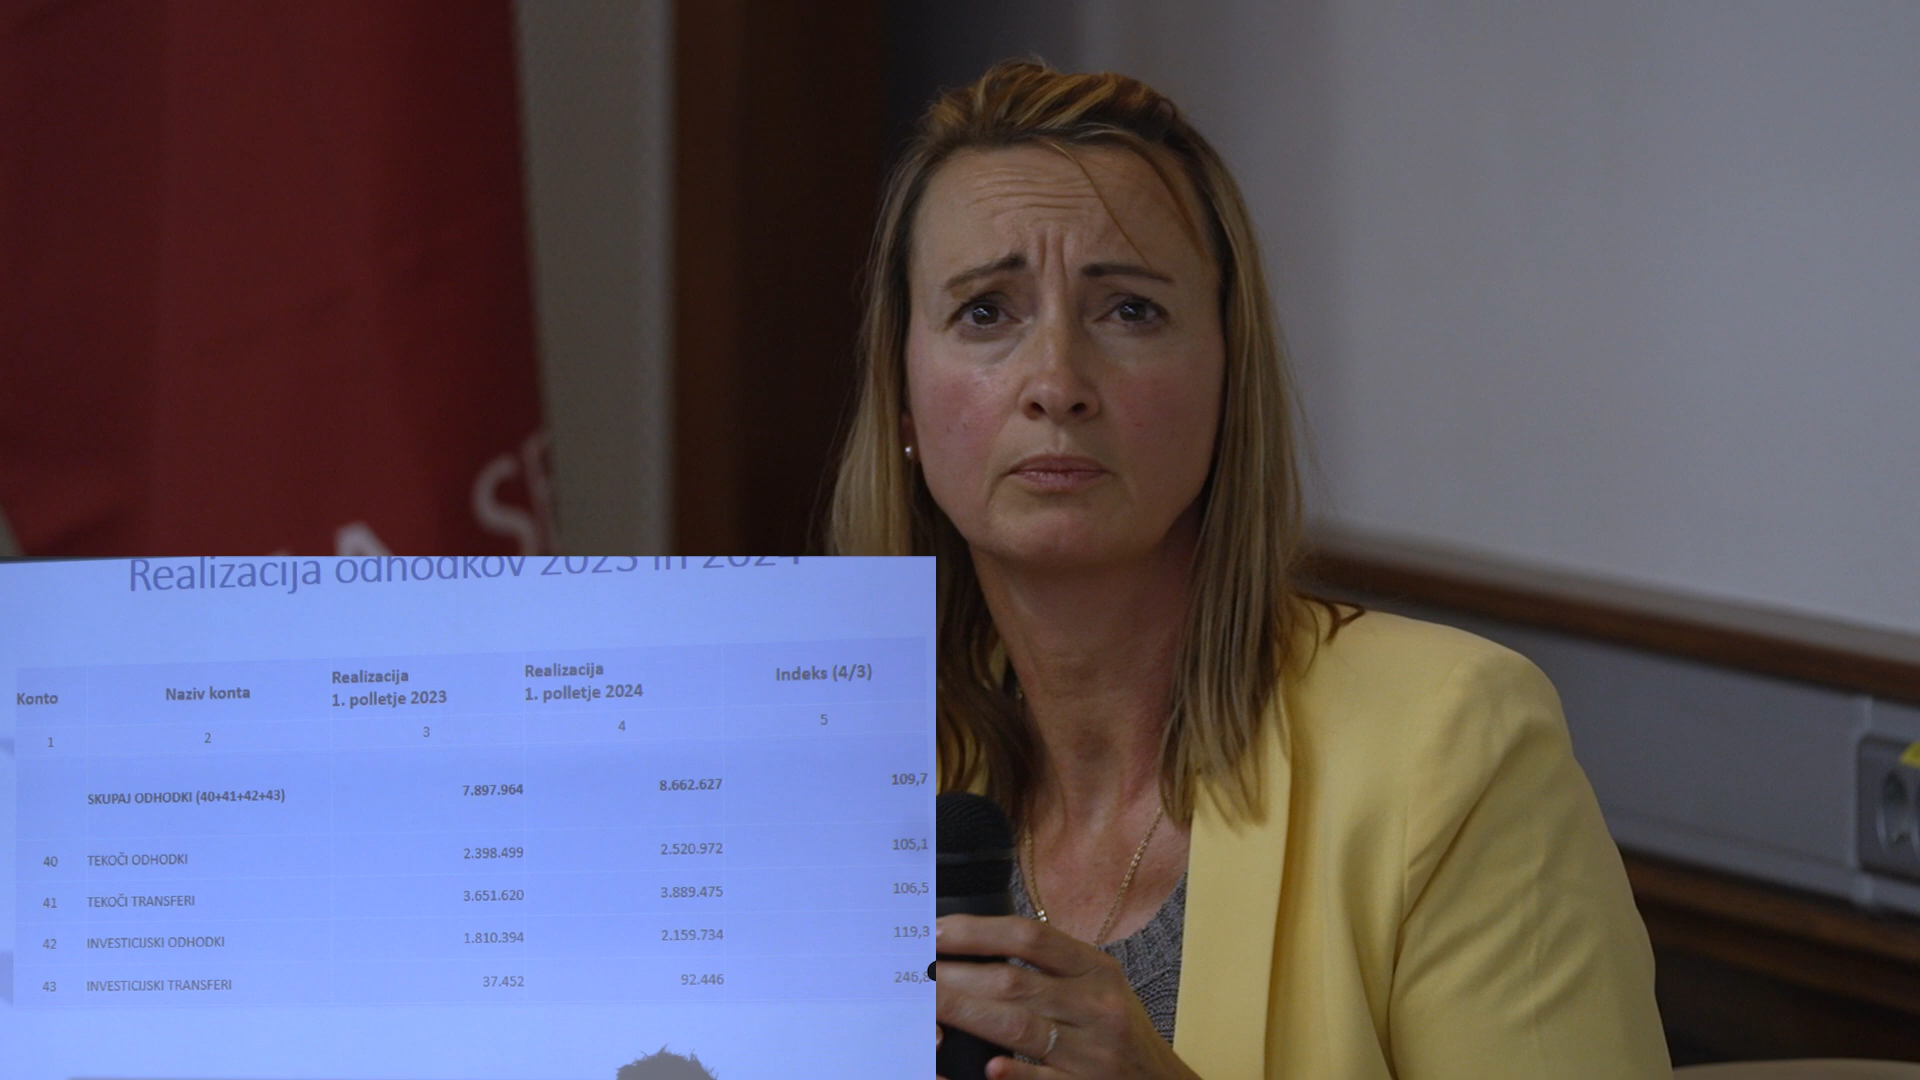 Realizacija odhodkov 2023 in 2024
Konto Naziv konta Realizacija 1. polletje 2023 Realizacija 1. polletje 2024 Indeks (4/3)
1 2 3 4 5
SKUPAJ ODHODKI (40+41+42+43) 7.897.964 8.662.627 109,7
40 TEKOČI ODHODKI 2.398.499 2.520.972 105,1
41 TEKOČI TRANSFERI 3.651.620 3.889.475 106,5
42 INVESTICIJSKI ODHODKI 1.810.394 2.159.734 119,3
43 INVESTICIJSKI TRANSFERI 37.452 92.446 246,8